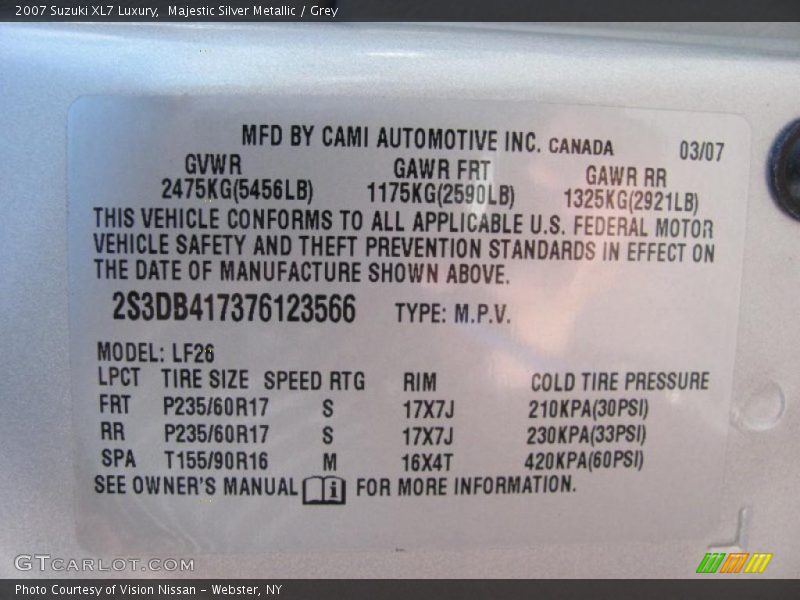 2007 Suzuki XL7 Luxury,  Majestic Silver Metallic / Grey
MFD BY CAMI AUTOMOTIVE INC. CANADA 03/07
GVWR GAWR FRT GAWR RR
2475KG(5456LB) 1175KG(2590LB) 1325KG(2921LB)
THIS VEHICLE CONFORMS TO ALL APPLICABLE U.S. FEDERAL MOTOR
VEHICLE SAFETY AND THEFT PREVENTION STANDARDS IN EFFECT ON
THE DATE OF MANUFACTURE SHOWN ABOVE.
2S3DB417376123566 TYPE: M.P.V.
MODEL: LF26
LPCT TIRE SIZE SPEED RTG RIM COLD TIRE PRESSURE
FRT P235/60R17 S 17X7J 210KPA(30PSI)
RR P235/60R17 S 17X7J 230KPA(33PSI)
SPA T155/90R16 M 16X4T 420KPA(60PSI)
SEE OWNER'S MANUAL i FOR MORE INFORMATION.
GTCarLot.com
Photo Courtesy of Vision Nissan - Webster, NY